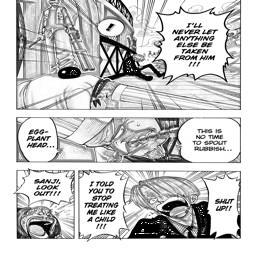 I'LL
NEVER LET
ANYTHING
ELSE BE
TAKEN
FROM HIM
!!!
THIS IS
NO TIME
TO SPOUT
RUBBISH...
EGG-
PLANT
HEAD...
SHUT
UP!!
I TOLD
YOU TO
STOP
TREATING
ME LIKE
A CHILD
!!!
SANJI,
LOOK
OUT!!!